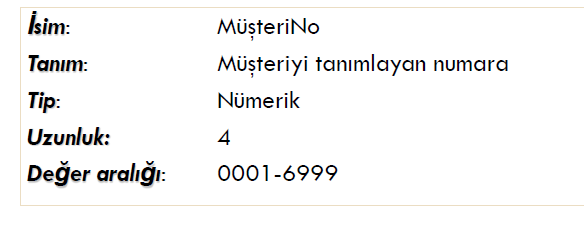 İsim: MüşteriNo
Tanım: Müşteriyi tanımlayan numara
Tip: Nümerik
Uzunluk: 4
Değer aralığı: 0001-6999